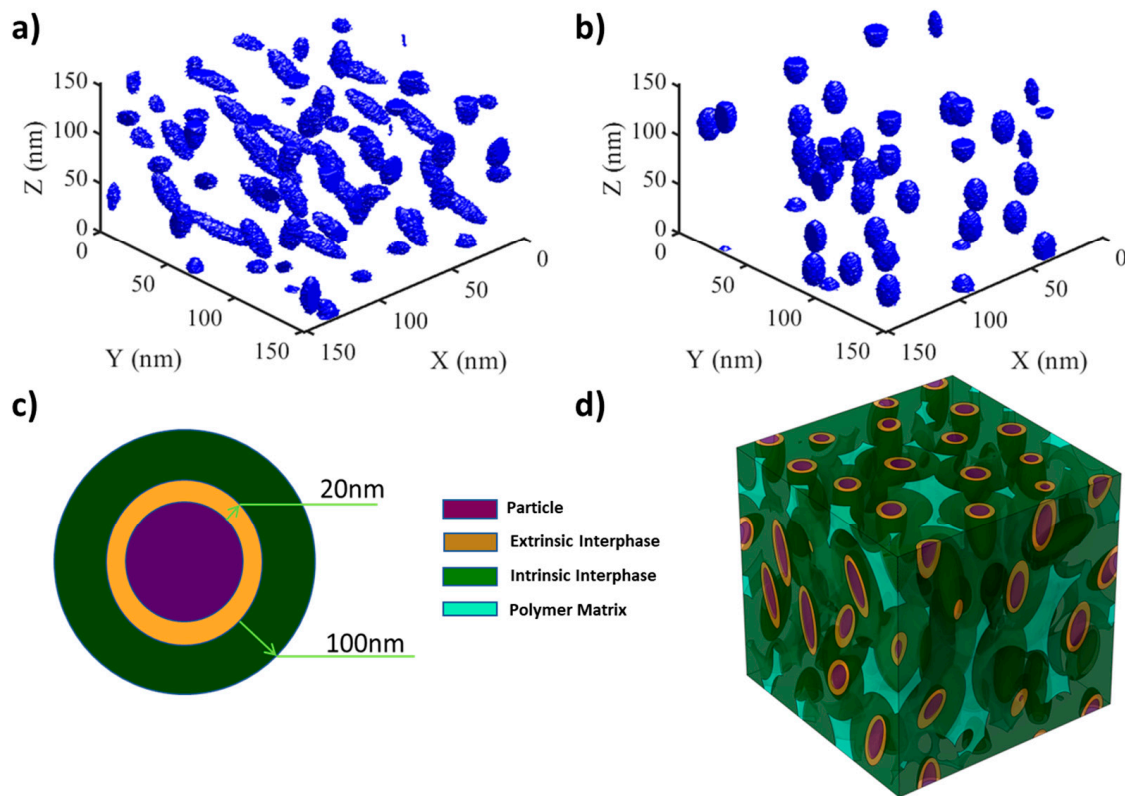 a)
150
100
50
0
Z (nm)
0
50
100
150
Y (nm)
150
100
50
0
X (nm)
b)
150
100
50
0
Z (nm)
0
50
100
150
Y (nm)
150
100
50
0
X (nm)
c)
20nm
100nm
Particle
Extrinsic Interphase
Intrinsic Interphase
Polymer Matrix
d)